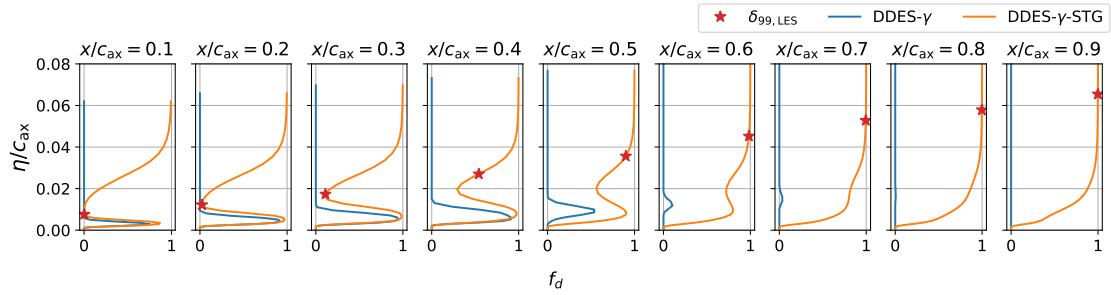 δ99, LES DDES-γ DDES-γ-STG
x/cax = 0.1 x/cax = 0.2 x/cax = 0.3 x/cax = 0.4 x/cax = 0.5 x/cax = 0.6 x/cax = 0.7 x/cax = 0.8 x/cax = 0.9
0.08
0.06
0.04
0.02
0.00
η/cax
0 1 0 1 0 1 0 1 0 1 0 1 0 1 0 1 0 1
fd